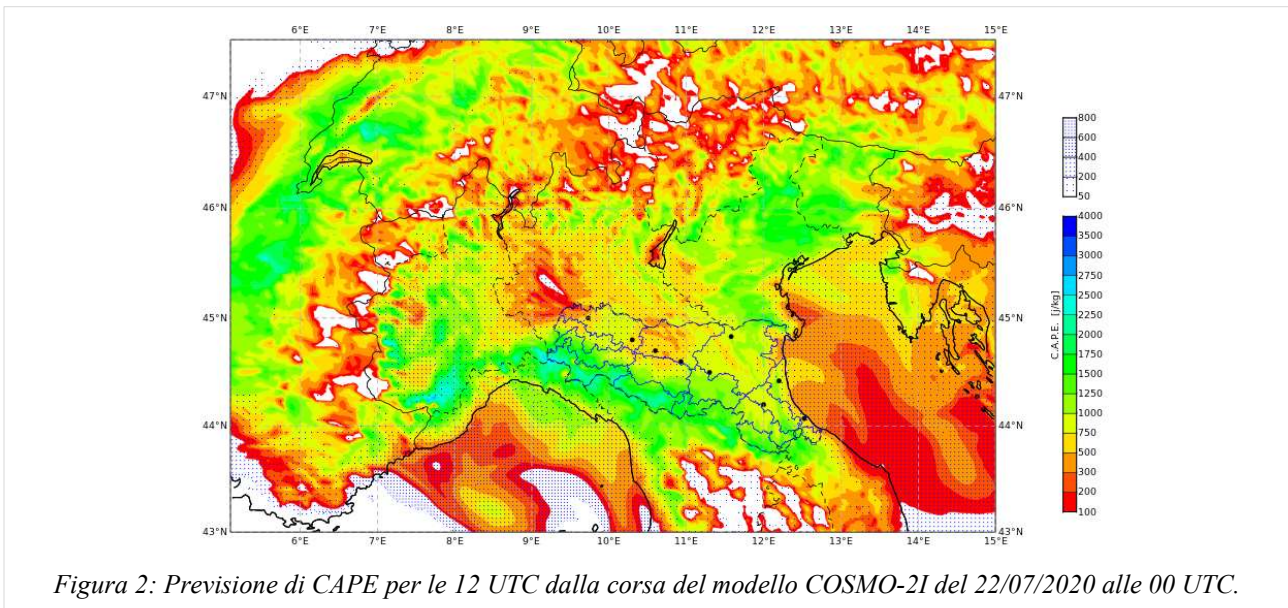 6°E 7°E 8°E 9°E 10°E 11°E 12°E 13°E 14°E 15°E
47°N 47°N
46°N 46°N
45°N 45°N
44°N 44°N
43°N 43°N
6°E 7°E 8°E 9°E 10°E 11°E 12°E 13°E 14°E 15°E
800
600
400
200
50
C.A.P.E. [j/kg]
4000
3500
3000
2750
2500
2250
2000
1750
1500
1250
1000
750
500
300
200
100
Figura 2: Previsione di CAPE per le 12 UTC dalla corsa del modello COSMO-2I del 22/07/2020 alle 00 UTC.